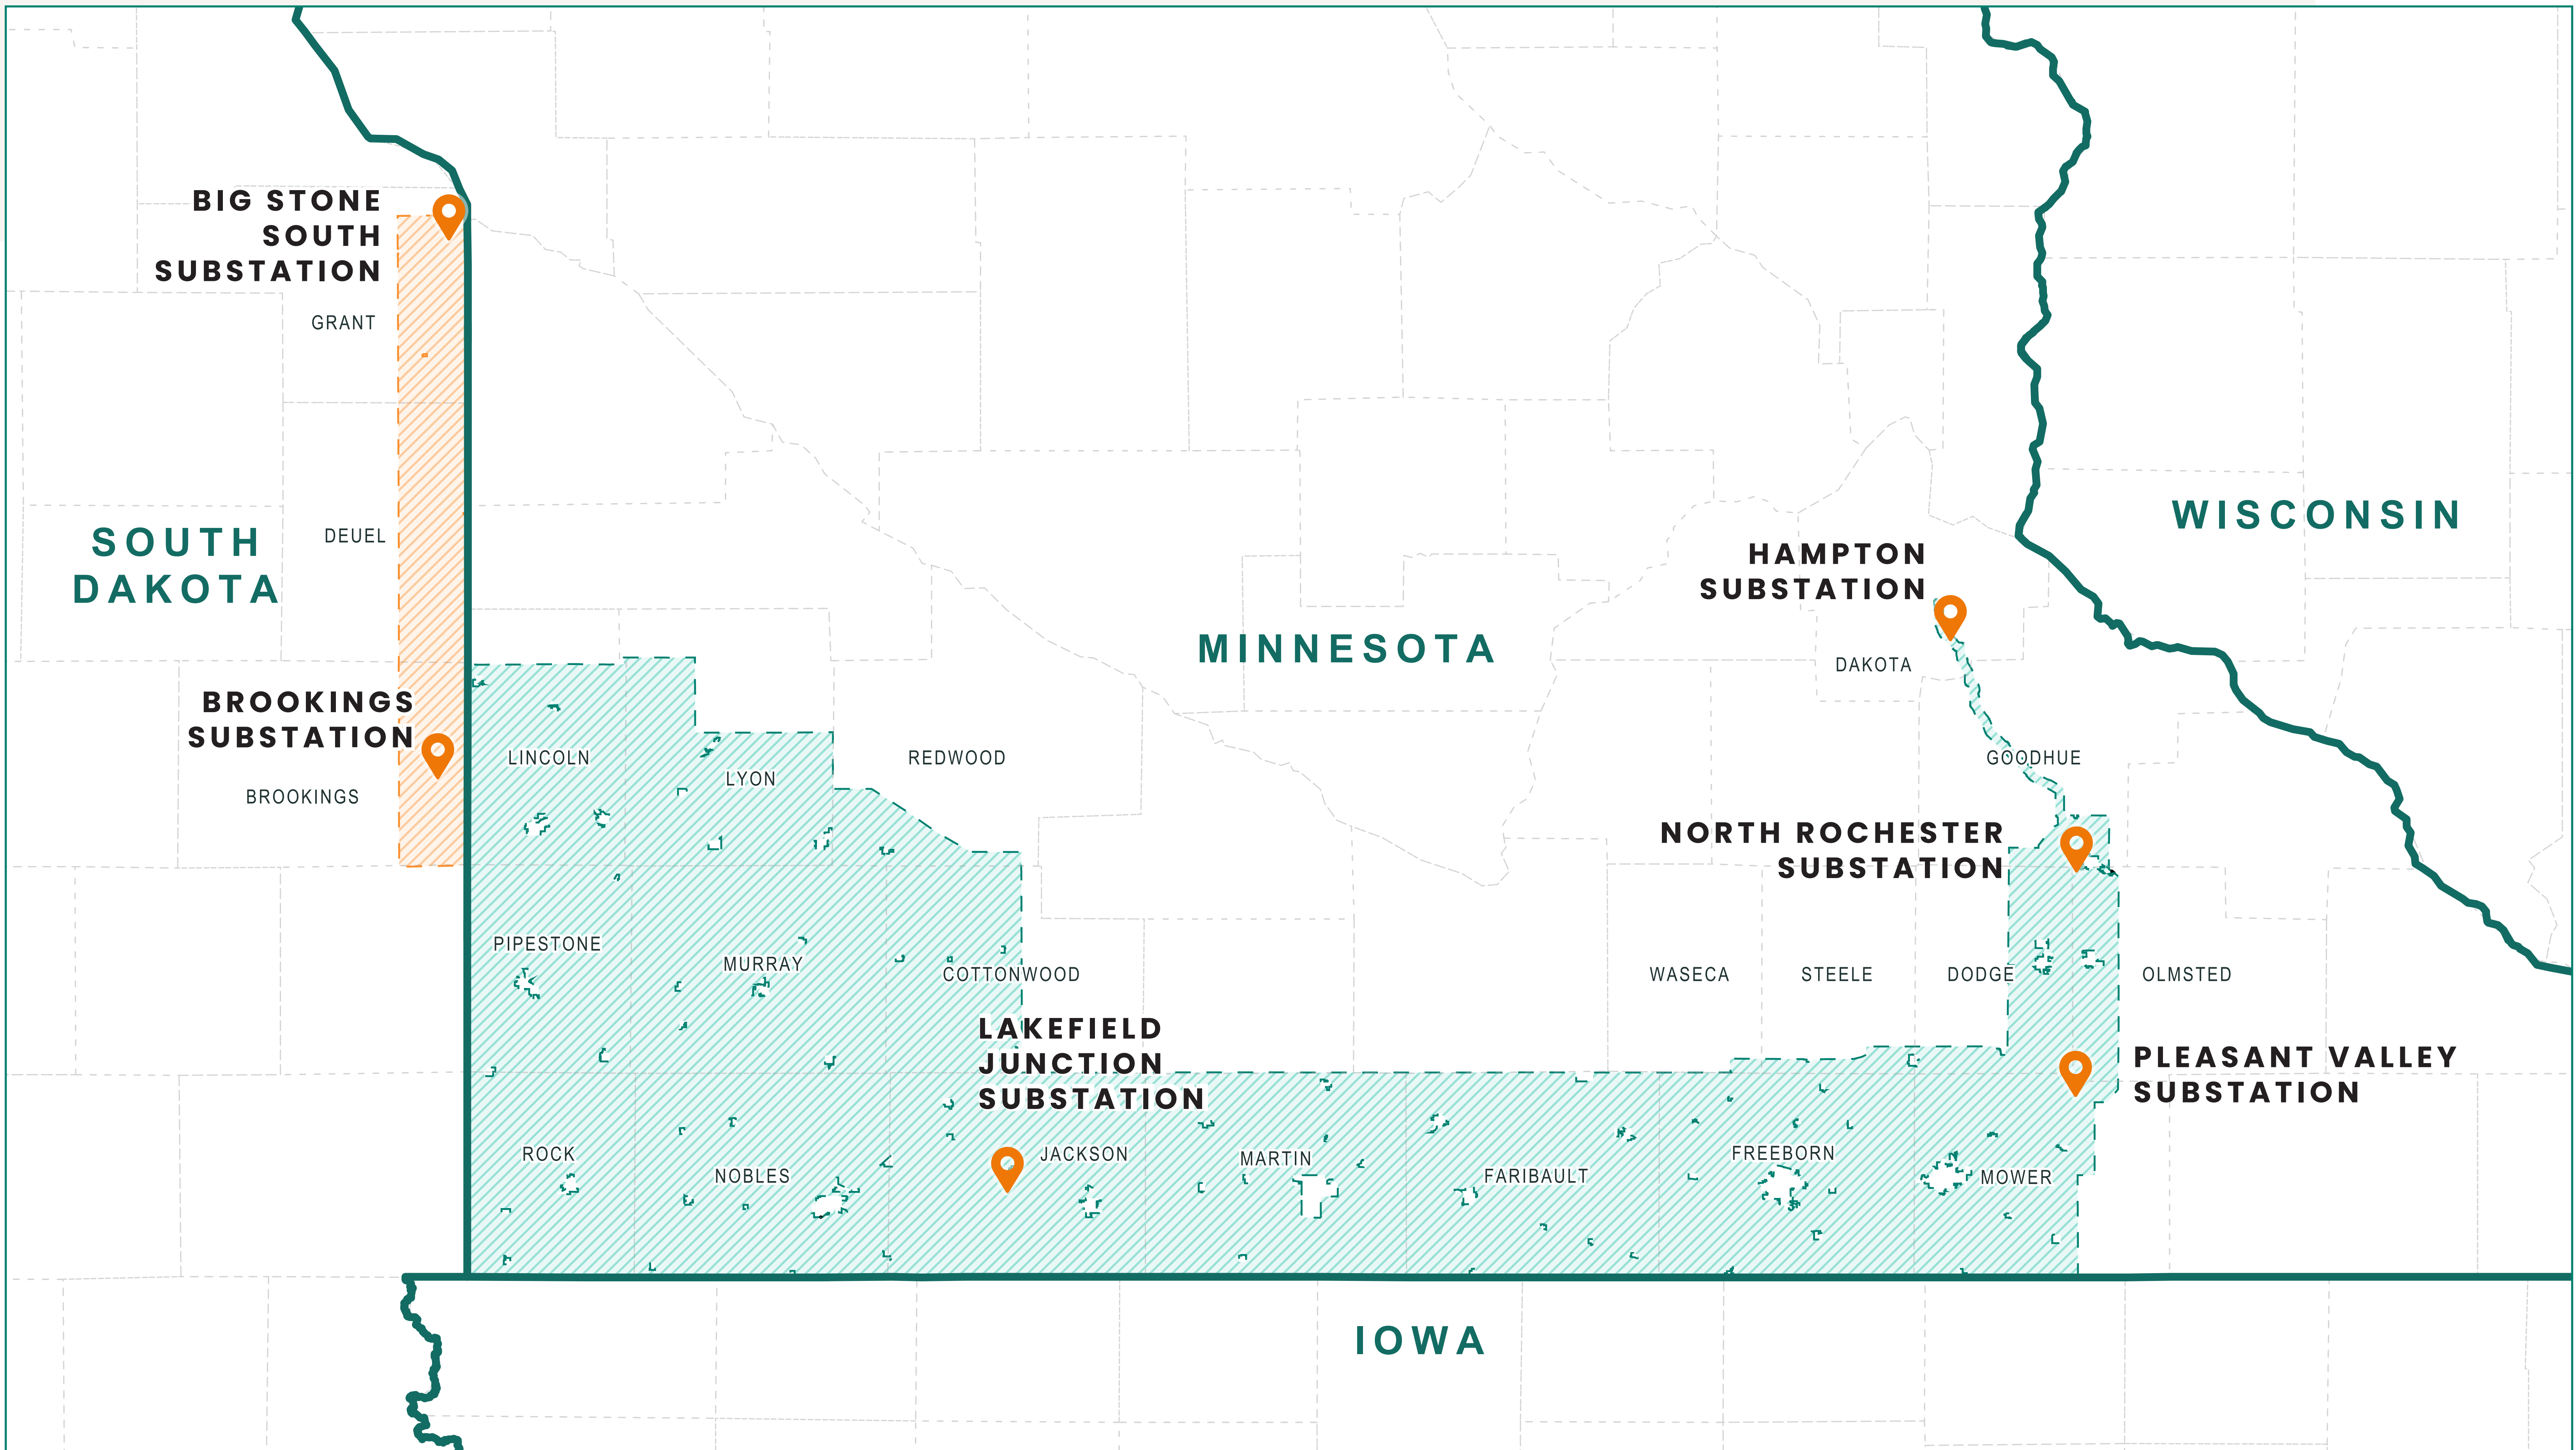 BIG STONE
SOUTH
SUBSTATION
GRANT
SOUTH
DAKOTA
DEUEL
WISCONSIN
HAMPTON
SUBSTATION
MINNESOTA
DAKOTA
BROOKINGS
SUBSTATION
BROOKINGS
LINCOLN
LYON
REDWOOD
GOODHUE
NORTH ROCHESTER
SUBSTATION
PIPESTONE
MURRAY
COTTONWOOD
WASECA
STEELE
DODGE
OLMSTED
LAKEFIELD
JUNCTION
SUBSTATION
PLEASANT VALLEY
SUBSTATION
ROCK
NOBLES
JACKSON
MARTIN
FARIBAULT
FREEBORN
MOWER
IOWA